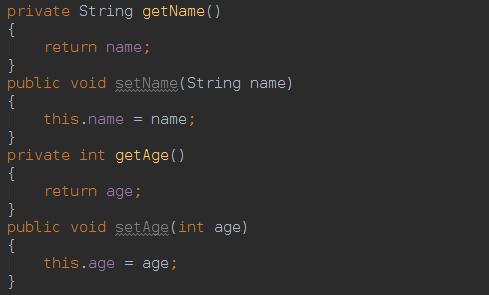 private String getName()
{
    return name;
}
public void setName(String name)
{
    this.name = name;
}
private int getAge()
{
    return age;
}
public void setAge(int age)
{
    this.age = age;
}